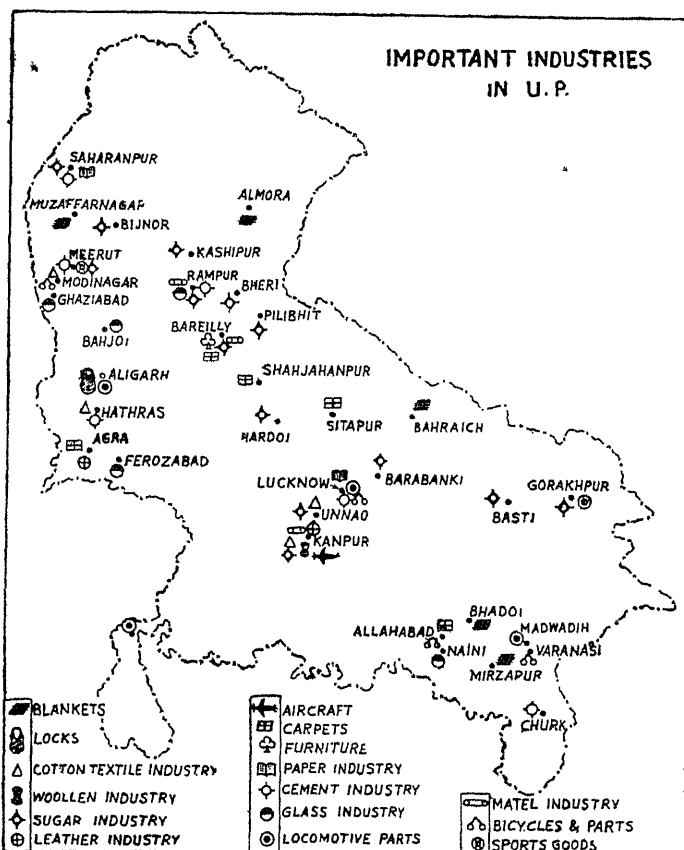 IMPORTANT INDUSTRIES
IN U.P.
SAHARANPUR
MUZAFFARNAGAR
ALMORA
BIJNOR
KASHIPUR
MEERUT
MODINAGAR
RAMPUR
BHERI
GHAZIABAD
PILIBHIT
BAHJOI
BAREILLY
ALIGARH
SHAHJAHANPUR
HATHRAS
HARDOI
SITAPUR
BAHRAICH
AGRA
FEROZABAD
BARABANKI
LUCKNOW
GORAKHPUR
BASTI
UNNAO
KANPUR
BHADOI
ALLAHABAD
MADWADIH
NAINI
VARANASI
MIRZAPUR
CHURK
BLANKETS
LOCKS
COTTON TEXTILE INDUSTRY
WOOLLEN INDUSTRY
SUGAR INDUSTRY
LEATHER INDUSTRY
AIRCRAFT
CARPETS
FURNITURE
PAPER INDUSTRY
CEMENT INDUSTRY
GLASS INDUSTRY
LOCOMOTIVE PARTS
MATEL INDUSTRY
BICYCLES & PARTS
SPORTS GOODS